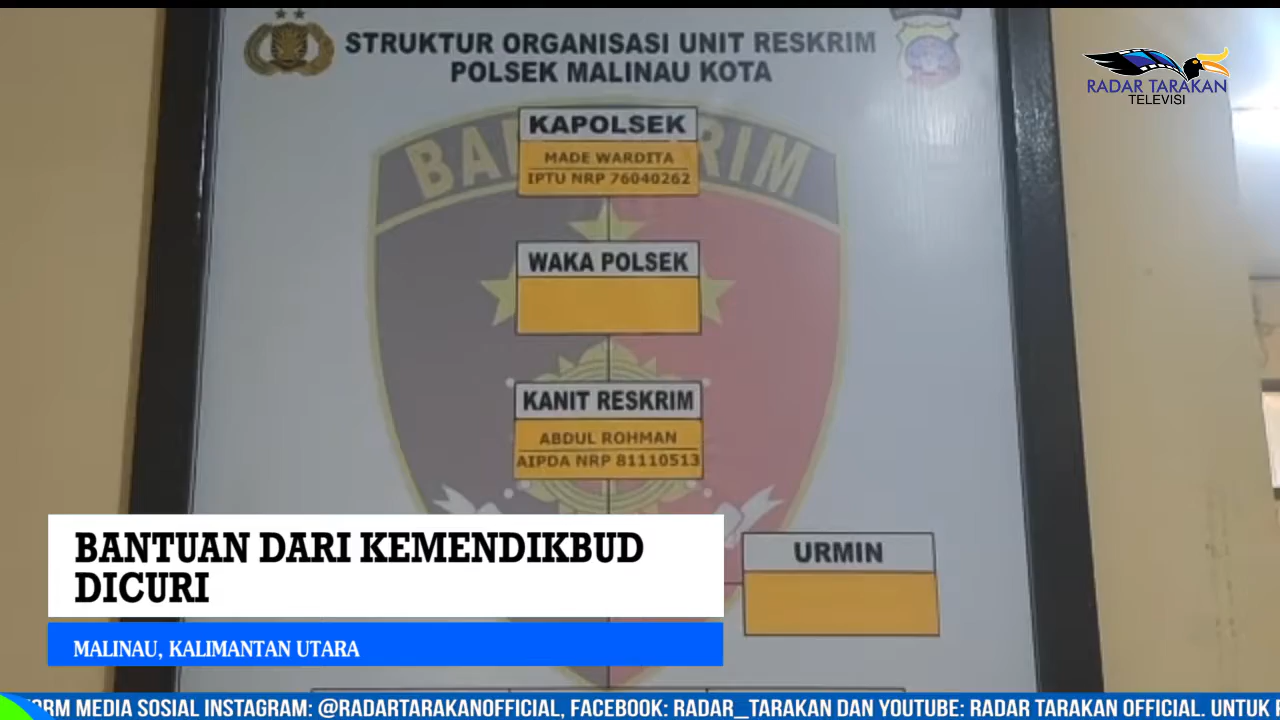 STRUKTUR ORGANISASI UNIT RESKRIM
POLSEK MALINAU KOTA
RADAR TARAKAN
TELEVISI
KAPOLSEK
MADE WARDITA
IPTU NRP 76040262
WAKA POLSEK
KANIT RESKRIM
ABDUL ROHMAN
AIPDA NRP 81110513
URMIN
BANTUAN DARI KEMENDIKBUD
DICURI
MALINAU, KALIMANTAN UTARA
MEDIA SOSIAL INSTAGRAM: @RADARTARAKANOFFICIAL, FACEBOOK: RADAR_TARAKAN DAN YOUTUBE: RADAR TARAKAN OFFICIAL. UNTUK